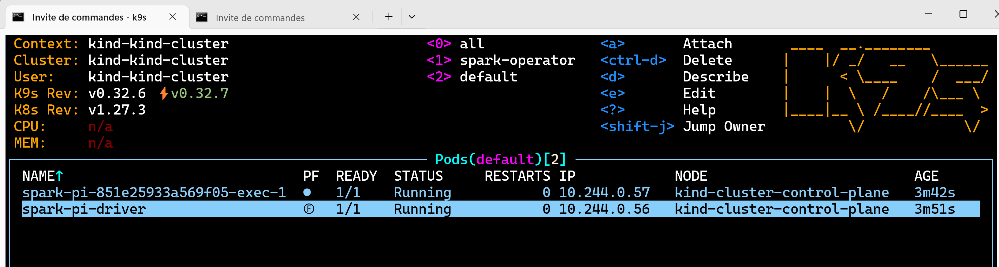 Invite de commandes - k9s
Invite de commandes
Context: kind-kind-cluster <0> all <a> Attach
Cluster: kind-kind-cluster <1> spark-operator <ctrl-d> Delete
User: kind-kind-cluster <2> default <d> Describe
K9s Rev: v0.32.6 ⚡v0.32.7 <e> Edit
K8s Rev: v1.27.3 <?> Help
CPU: n/a <shift-j> Jump Owner
MEM: n/a
Pods(default)[2]
NAME↑ PF READY STATUS RESTARTS IP NODE AGE
spark-pi-851e25933a569f05-exec-1 ● 1/1 Running 0 10.244.0.57 kind-cluster-control-plane 3m42s
spark-pi-driver Ⓕ 1/1 Running 0 10.244.0.56 kind-cluster-control-plane 3m51s